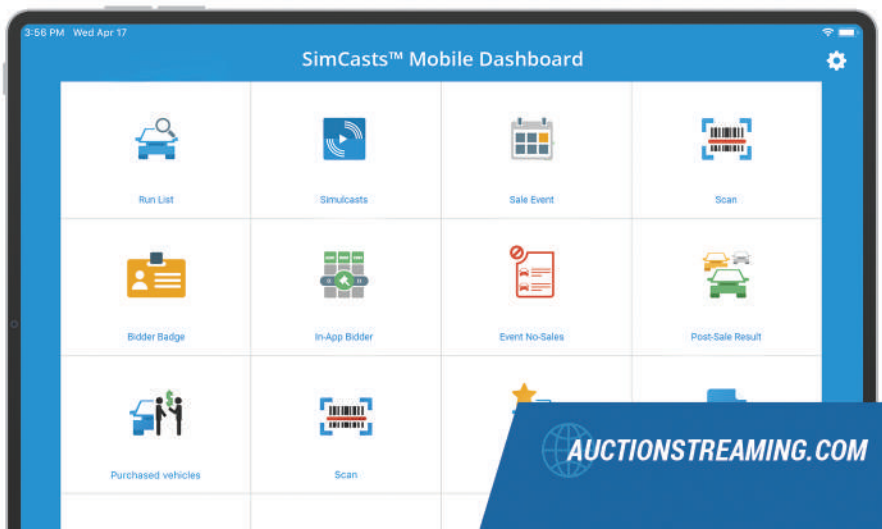 3:56 PM Wed Apr 17
SimCasts™ Mobile Dashboard
Run List
Simulcasts
Sale Event
Scan
Bidder Badge
In-App Bidder
Event No-Sales
Post-Sale Result
Purchased vehicles
Scan
AUCTIONSTREAMING.COM